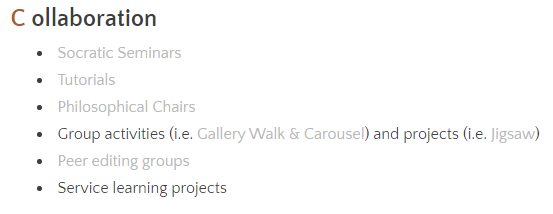 C ollaboration
Socratic Seminars
Tutorials
Philosophical Chairs
Group activities (i.e. Gallery Walk & Carousel) and projects (i.e. Jigsaw)
Peer editing groups
Service learning projects